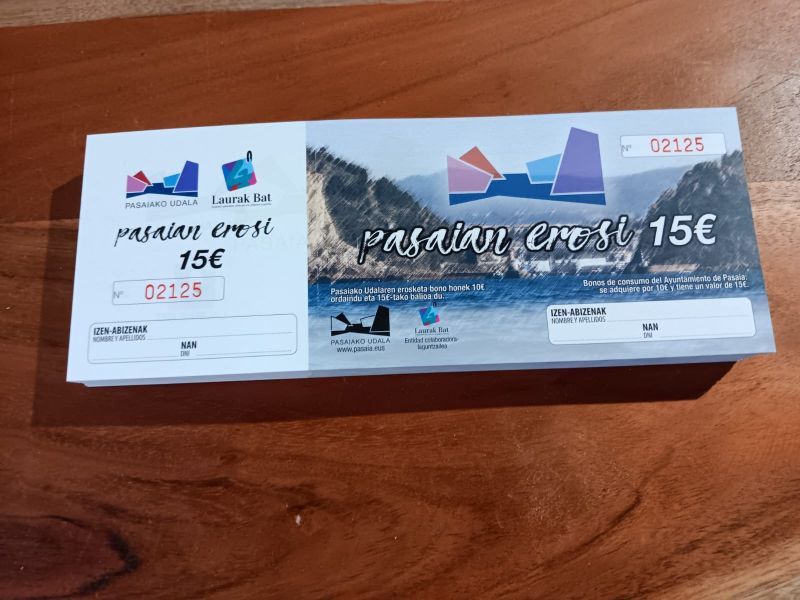 PASAIAKO UDALA
Laurak Bat
pasaian erosi
15€
Nº 02125
IZEN-ABIZENAK
NOMBRE Y APELLIDOS
NAN
DNI
Nº 02125
pasaian erosi 15€
Pasaiako Udalaren erosketa bono honek 10€
ordaindu eta 15€-tako balioa du.
Bonos de consumo del Ayuntamiento de Pasaia:
se adquiere por 10€ y tiene un valor de 15€.
PASAIAKO UDALA
www.pasaia.eus
Laurak Bat
Entidad colaboradora-
laguntzailea
IZEN-ABIZENAK
NOMBRE Y APELLIDOS
NAN
DNI